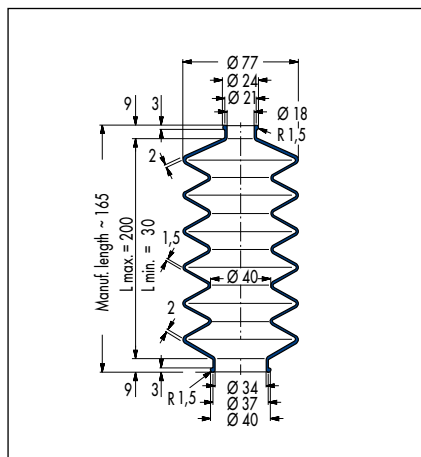 Ø 77
Ø 24
Ø 21
Ø 18
9
3
R 1,5
2
Manuf. length ~ 165
L max. = 200
L min. = 30
1,5
Ø 40
2
R 1,5
9
3
Ø 34
Ø 37
Ø 40